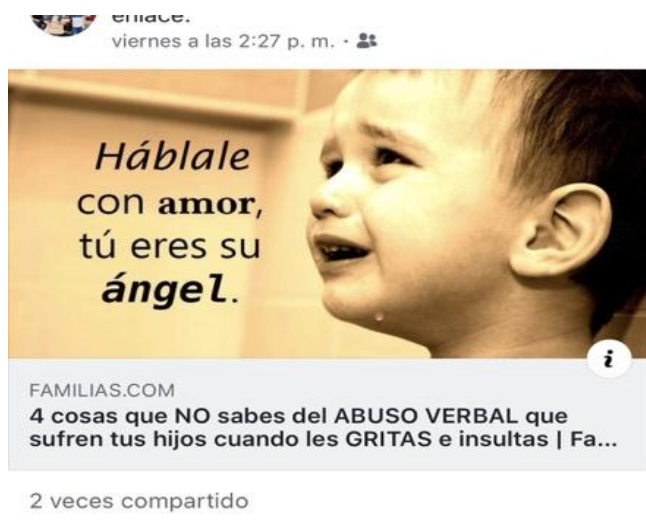 enlace.
viernes a las 2:27 p. m. ·
Háblale
con amor,
tú eres su
ángel.
i
FAMILIAS.COM
4 cosas que NO sabes del ABUSO VERBAL que
sufren tus hijos cuando les GRITAS e insultas | Fa...
2 veces compartido